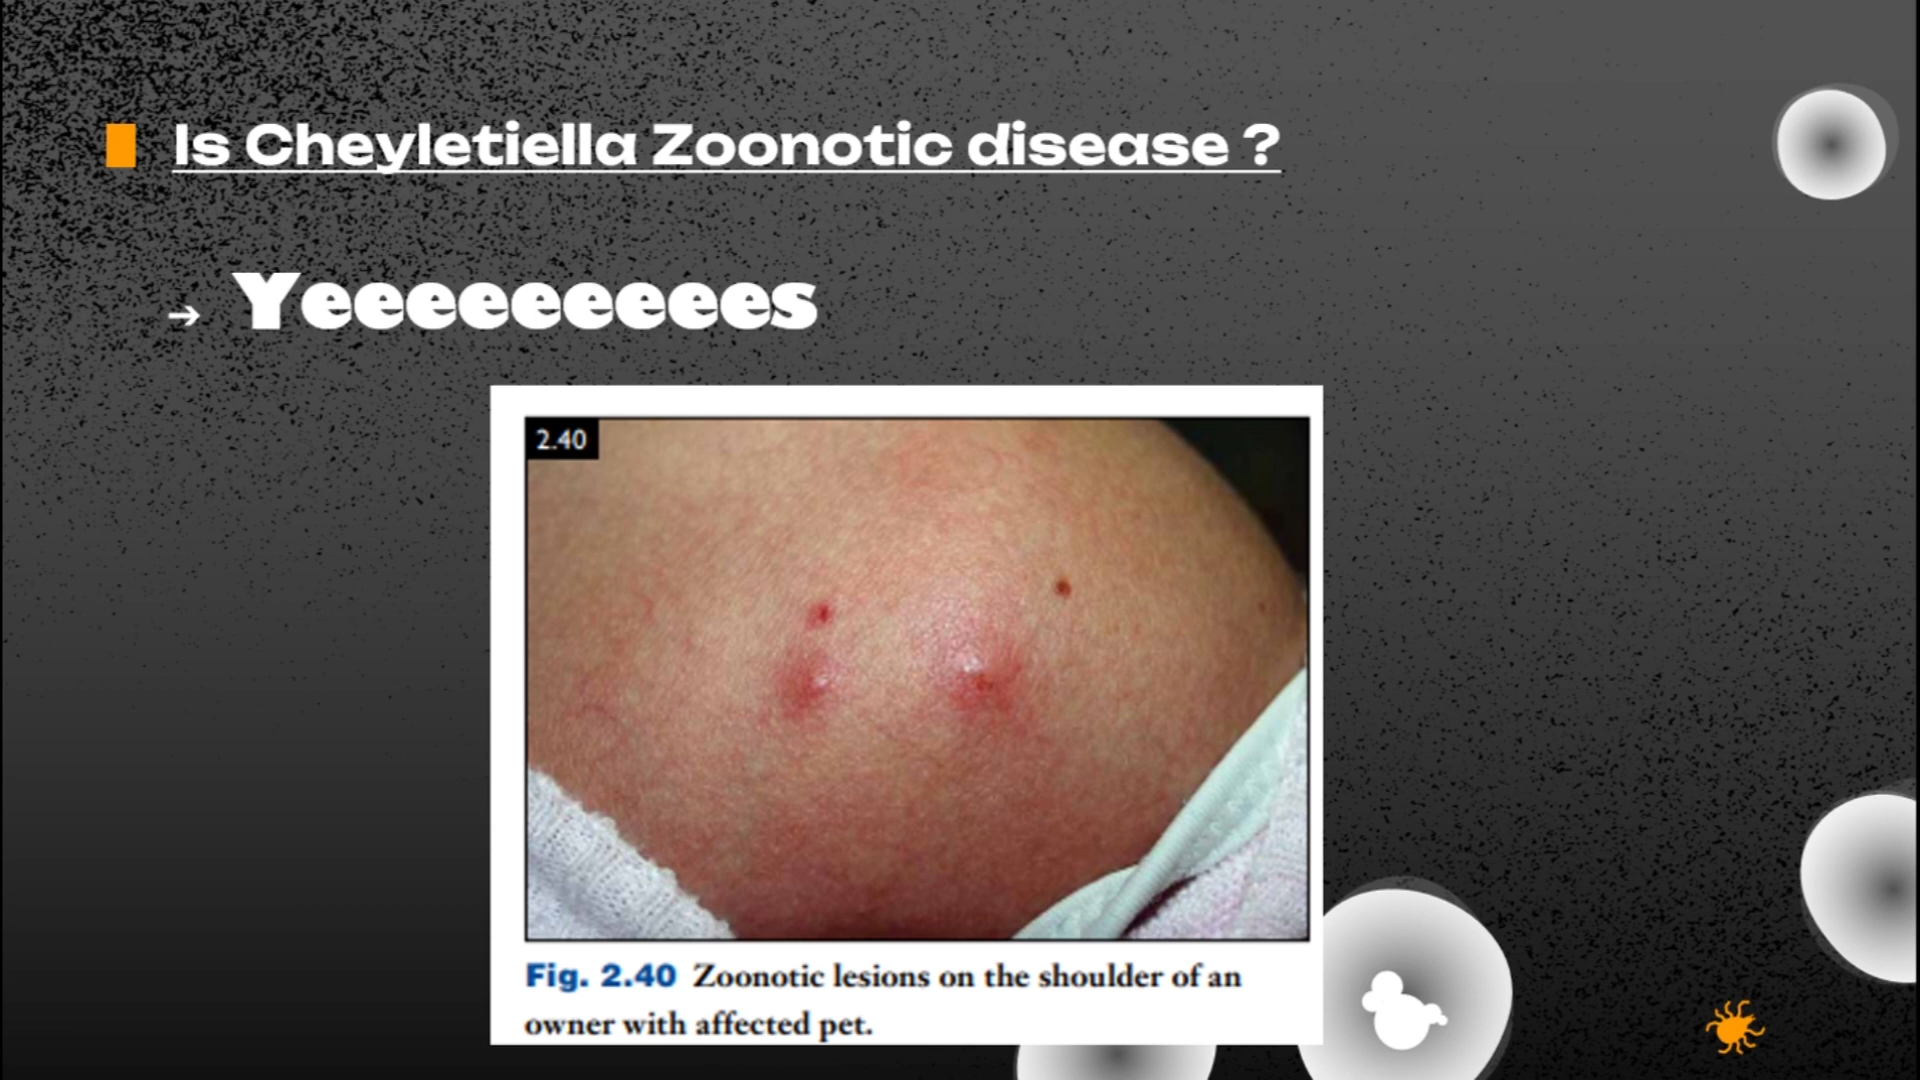 Is Cheyletiella Zoonotic disease ?
→ Yeeeeeeeeees
2.40
Fig. 2.40 Zoonotic lesions on the shoulder of an
owner with affected pet.